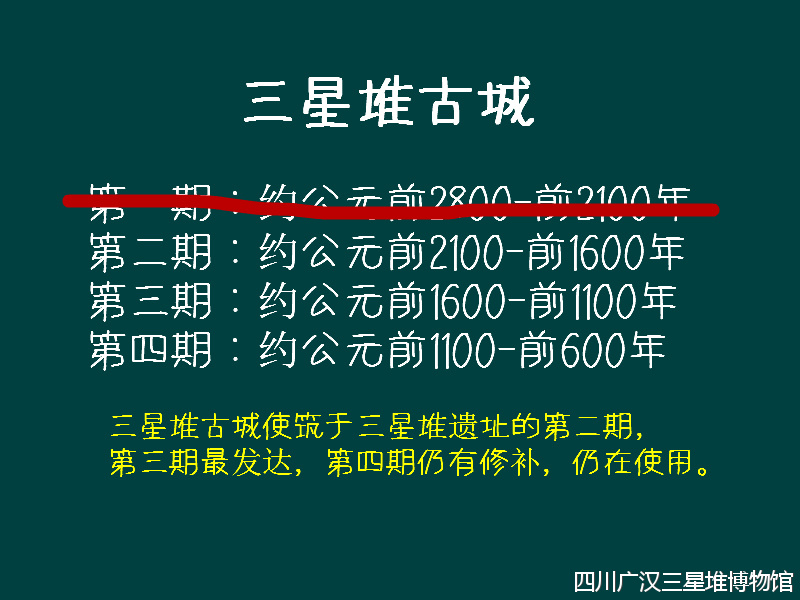 三星堆古城
第一期：约公元前2800-前2100年
第二期：约公元前2100-前1600年
第三期：约公元前1600-前1100年
第四期：约公元前1100-前600年
三星堆古城使筑于三星堆遗址的第二期，
第三期最发达，第四期仍有修补，仍在使用。
四川广汉三星堆博物馆